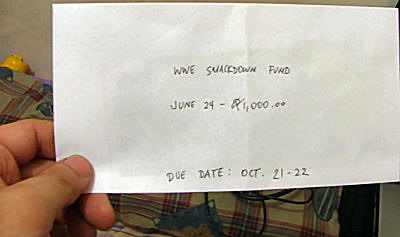 WWE SMACKDOWN FUND
JUNE 24 - ₱1,000.00
DUE DATE: OCT. 21-22